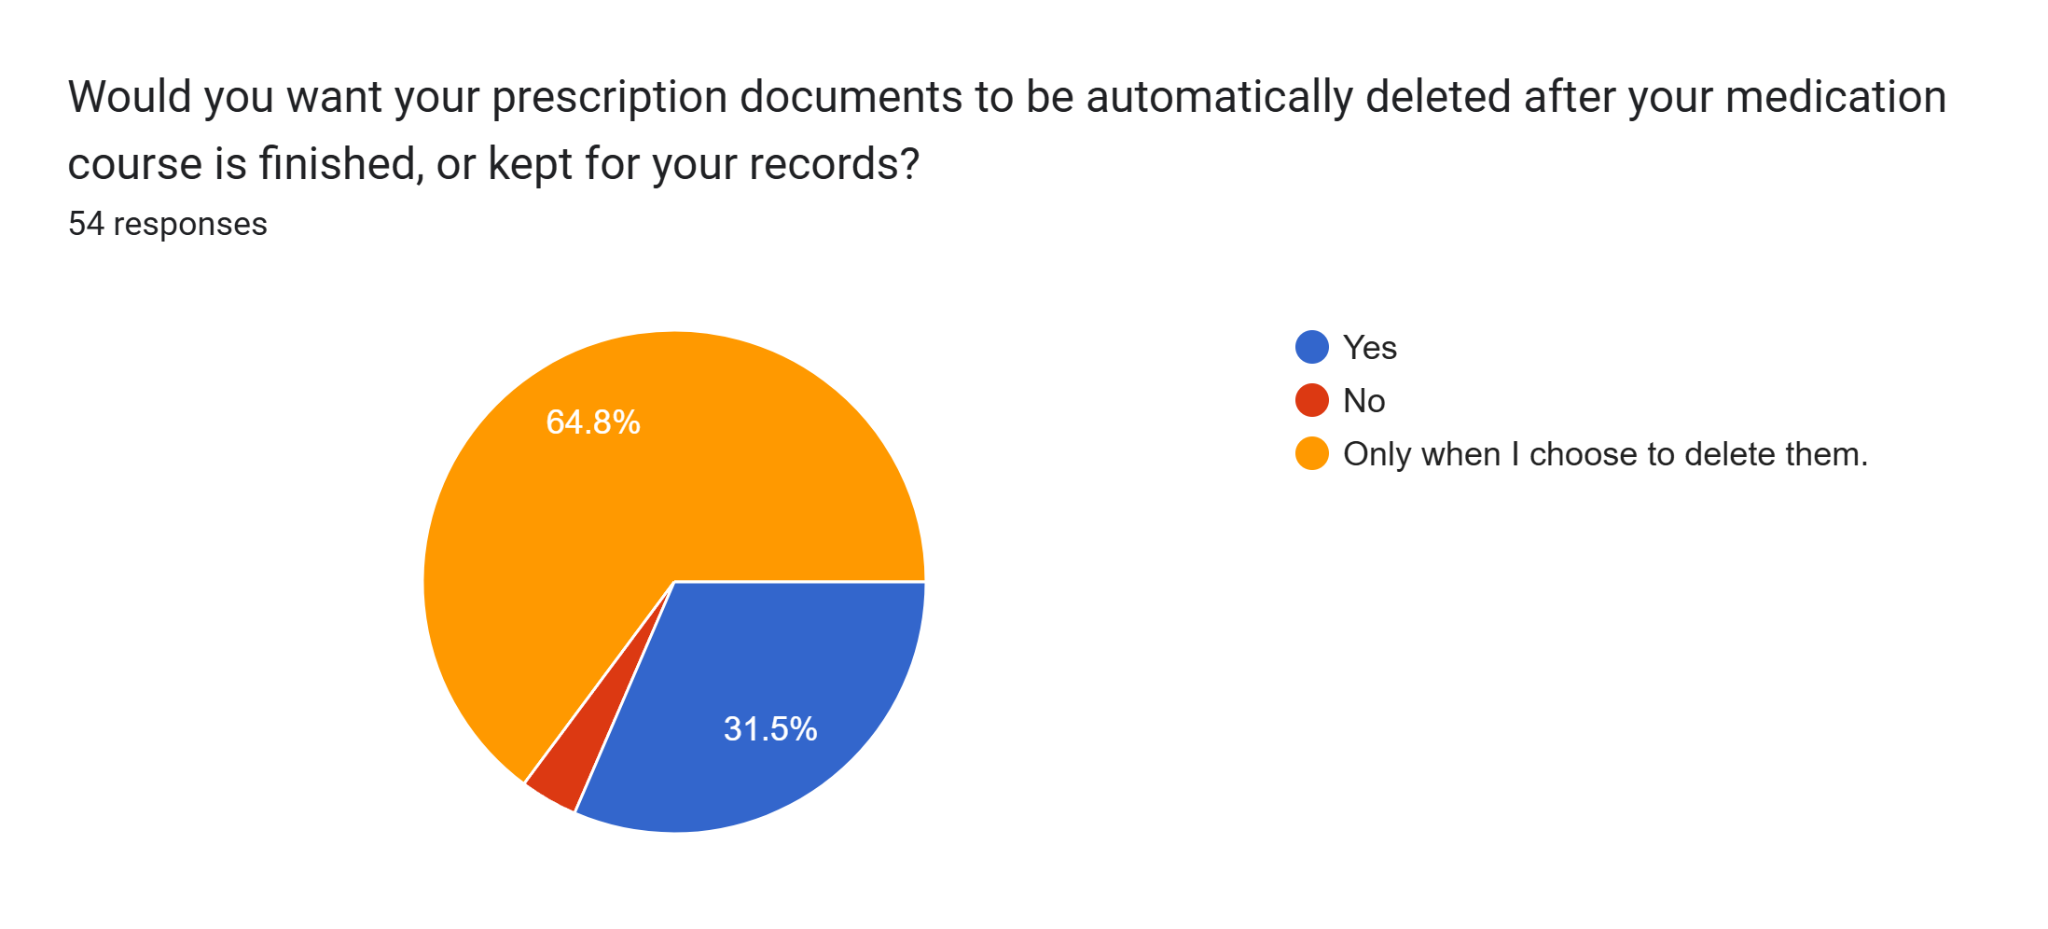 Would you want your prescription documents to be automatically deleted after your medication
course is finished, or kept for your records?
54 responses
Yes
No
Only when I choose to delete them.
64.8%
31.5%